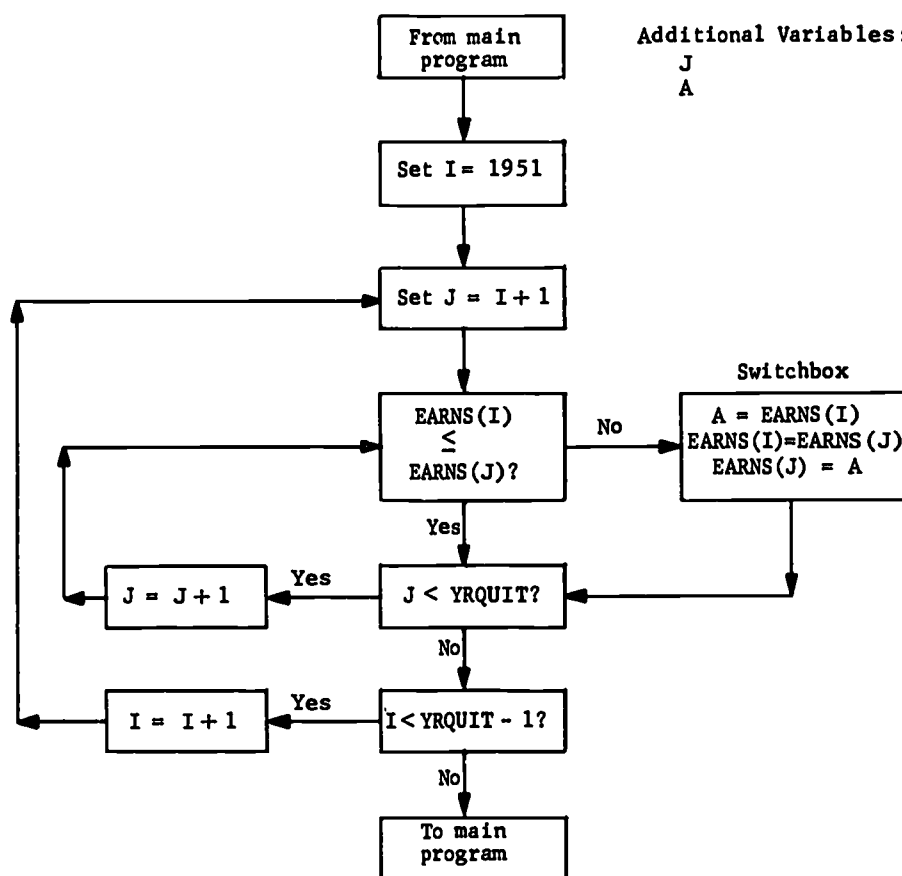 From main
program
Additional Variables:
J
A
Set I= 1951
Set J = I+1
Switchbox
EARNS(I)
≤
EARNS(J)?
No
A = EARNS(I)
EARNS(I)=EARNS(J)
EARNS(J) = A
Yes
J = J+1
Yes
J < YRQUIT?
No
I = I+1
Yes
I< YRQUIT - 1?
No
To main
program